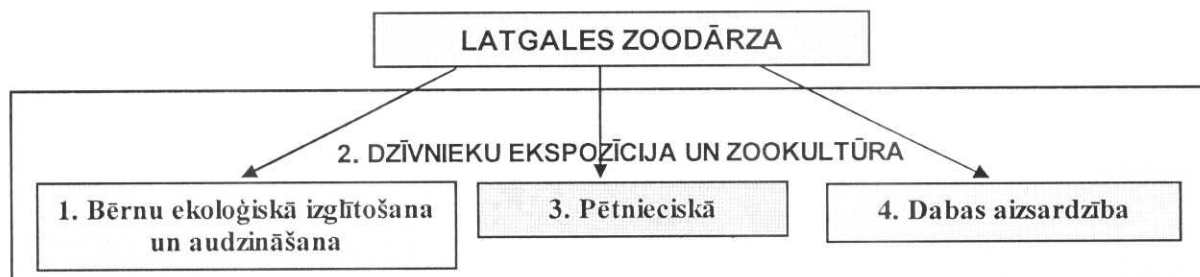 LATGALES ZOODĀRZA
2. DZĪVNIEKU EKSPOZĪCIJA UN ZOOKULTŪRA
1. Bērnu ekoloģiskā izglītošana
un audzināšana
3. Pētnieciskā
4. Dabas aizsardzība